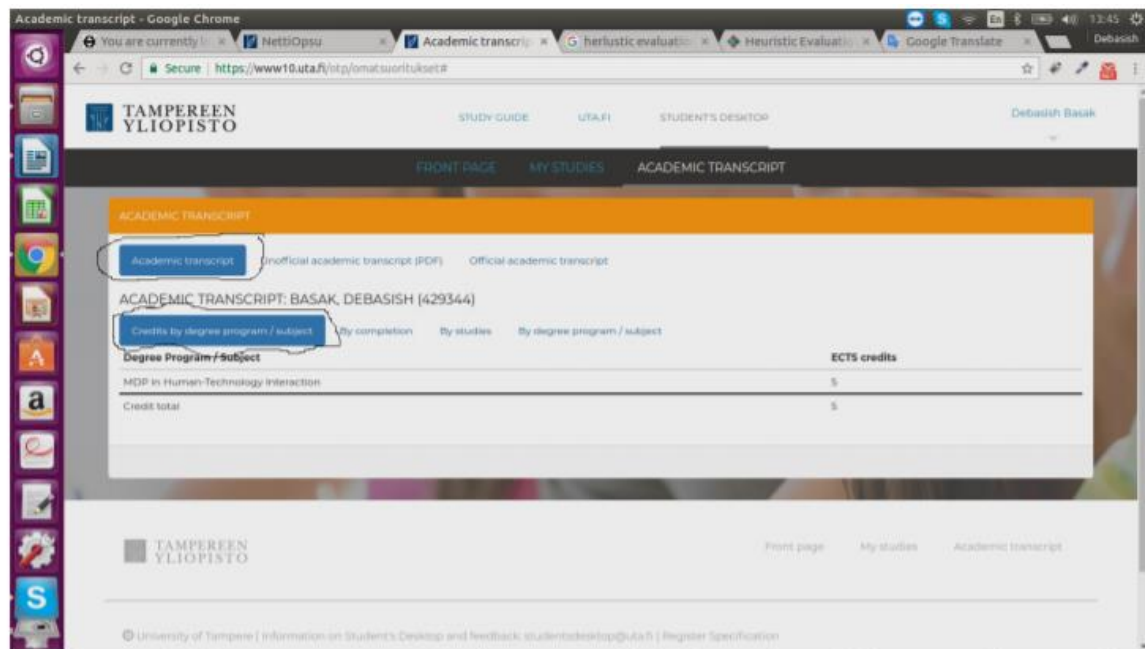 Academic transcript - Google Chrome
En 13:45
You are currently l
NettiOpsu
Academic transcrip
herlustic evaluation
Heuristic Evaluatio
Google Translate
Debasish
Secure https://www10.uta.fi/otp/omatsuoritukset#
TAMPEREEN
YLIOPISTO
STUDY GUIDE UTA.FI STUDENT'S DESKTOP
Debasish Basak
FRONT PAGE MY STUDIES ACADEMIC TRANSCRIPT
ACADEMIC TRANSCRIPT
Academic transcript Unofficial academic transcript (PDF) Official academic transcript
ACADEMIC TRANSCRIPT: BASAK, DEBASISH (429344)
Credits by degree program / subject By completion By studies By degree program / subject
Degree Program / Subject ECTS credits
MDP in Human-Technology Interaction 5
Credit total 5
TAMPEREEN
YLIOPISTO
Front page My studies Academic transcript
University of Tampere | Information on Student's Desktop and feedback: studentsdesktop@uta.fi | Register Specification